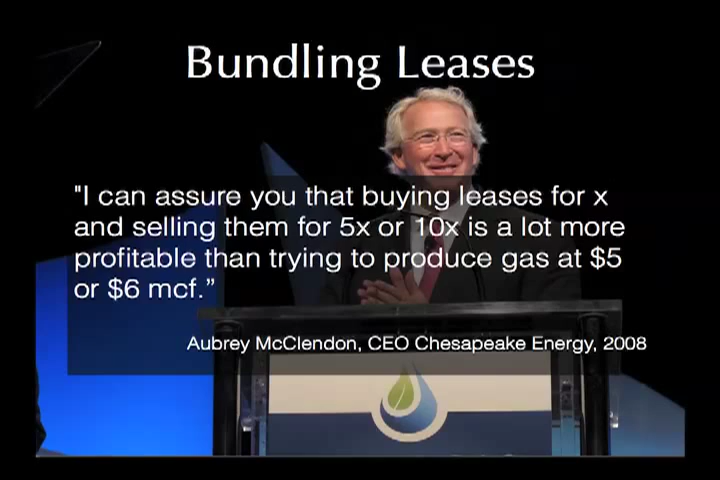 Bundling Leases
"I can assure you that buying leases for x
and selling them for 5x or 10x is a lot more
profitable than trying to produce gas at $5
or $6 mcf.”
Aubrey McClendon, CEO Chesapeake Energy, 2008